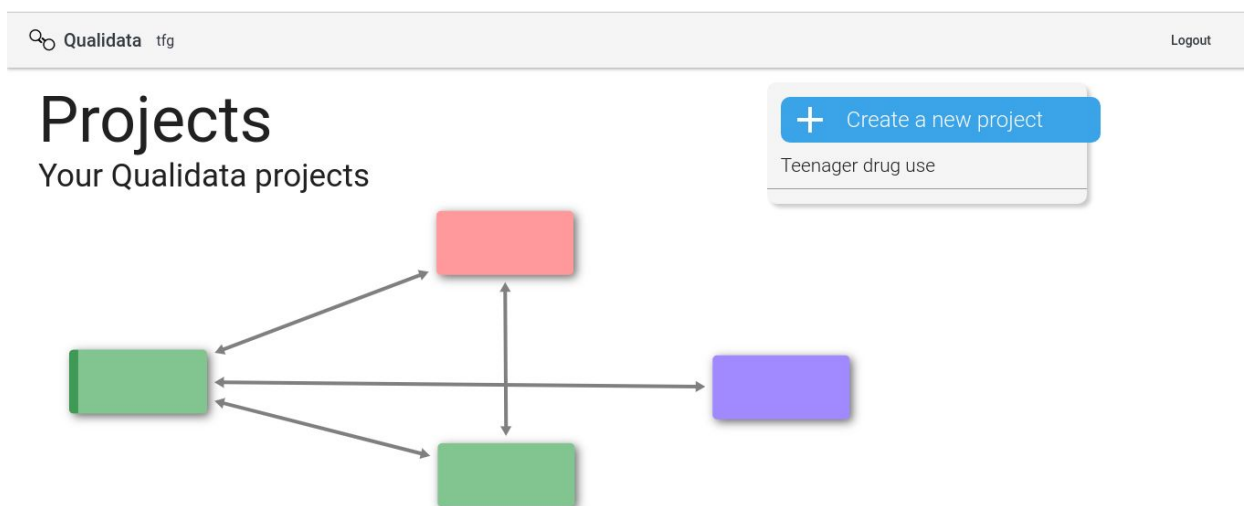 Qualidata tfg
Logout
Projects
Your Qualidata projects
Create a new project
Teenager drug use